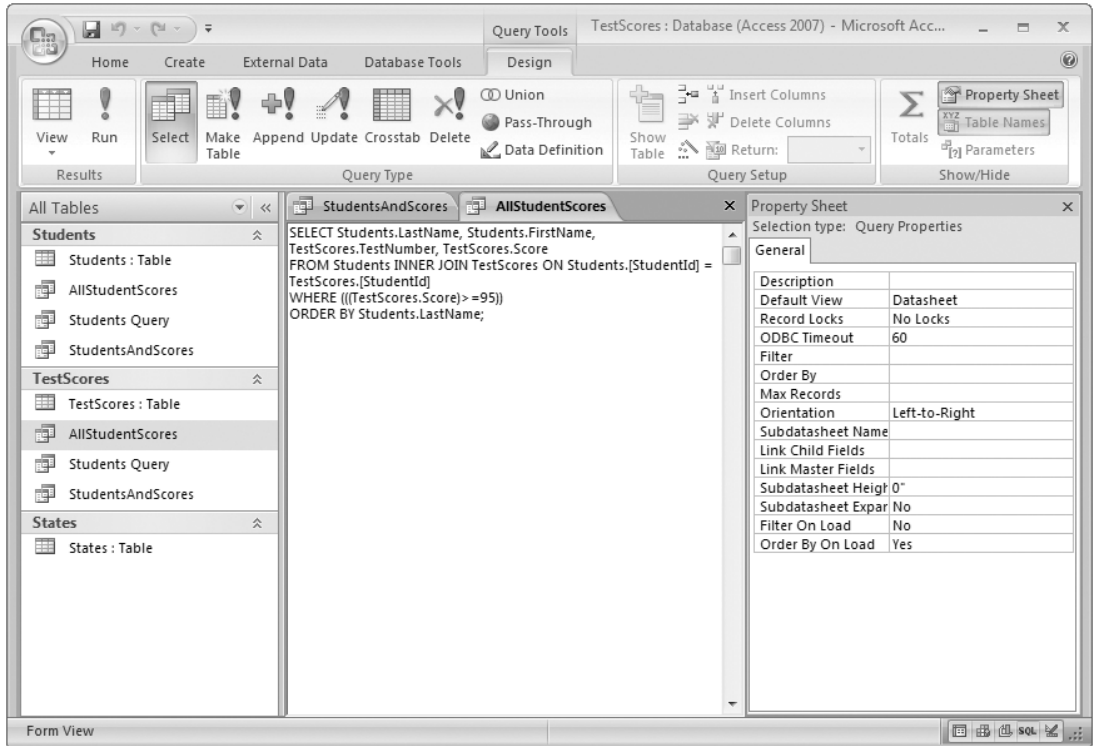 TestScores : Database (Access 2007) - Microsoft Acc...
Query Tools
Home Create External Data Database Tools Design
View
Run
Results
Select
Make Table
Append
Update
Crosstab
Delete
Union
Pass-Through
Data Definition
Query Type
Show Table
Insert Columns
Delete Columns
Return:
Query Setup
Totals
Property Sheet
XYZ Table Names
[?] Parameters
Show/Hide
All Tables
Students
Students : Table
AllStudentScores
Students Query
StudentsAndScores
TestScores
TestScores : Table
AllStudentScores
Students Query
StudentsAndScores
States
States : Table
StudentsAndScores AllStudentScores
SELECT Students.LastName, Students.FirstName,
TestScores.TestNumber, TestScores.Score
FROM Students INNER JOIN TestScores ON Students.[StudentId] =
TestScores.[StudentId]
WHERE (((TestScores.Score)>=95))
ORDER BY Students.LastName;
Property Sheet
Selection type: Query Properties
General
Description
Default View Datasheet
Record Locks No Locks
ODBC Timeout 60
Filter
Order By
Max Records
Orientation Left-to-Right
Subdatasheet Name
Link Child Fields
Link Master Fields
Subdatasheet Heigh 0"
Subdatasheet Expar No
Filter On Load No
Order By On Load Yes
Form View
SQL